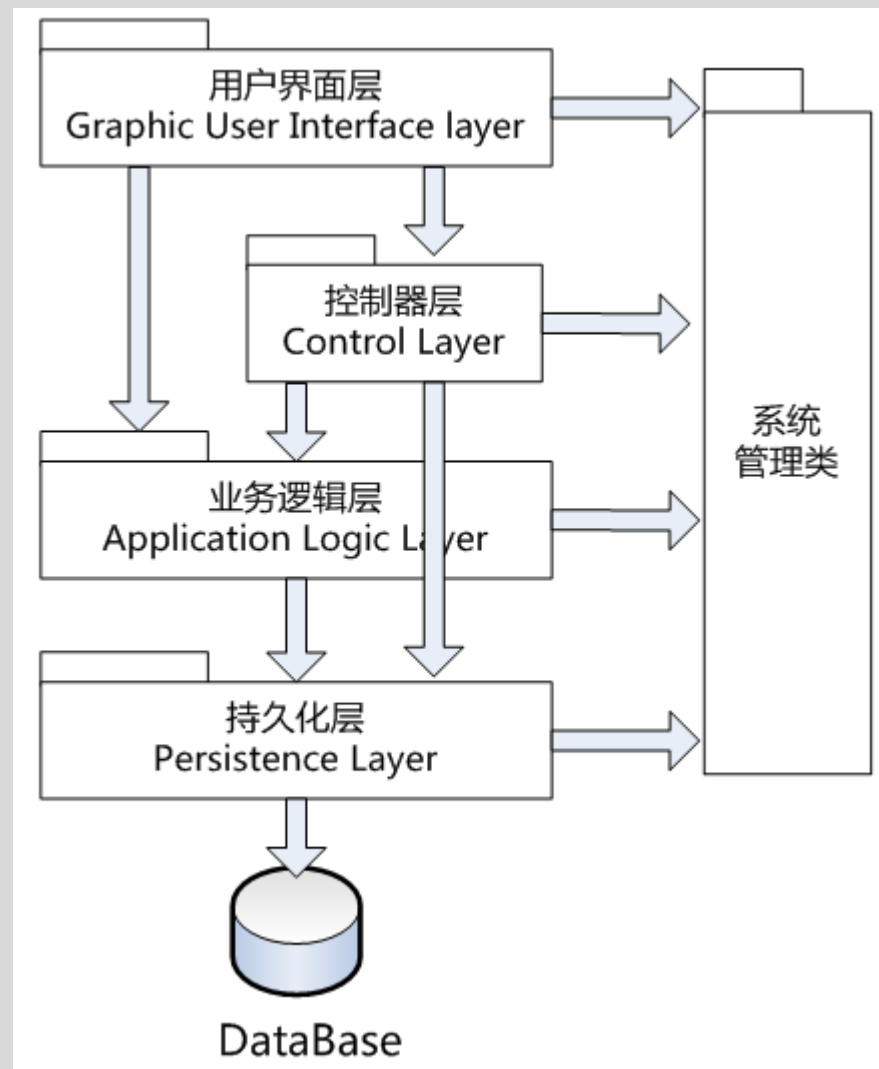 用户界面层
Graphic User Interface layer
控制器层
Control Layer
系统
管理类
业务逻辑层
Application Logic Layer
持久化层
Persistence Layer
DataBase